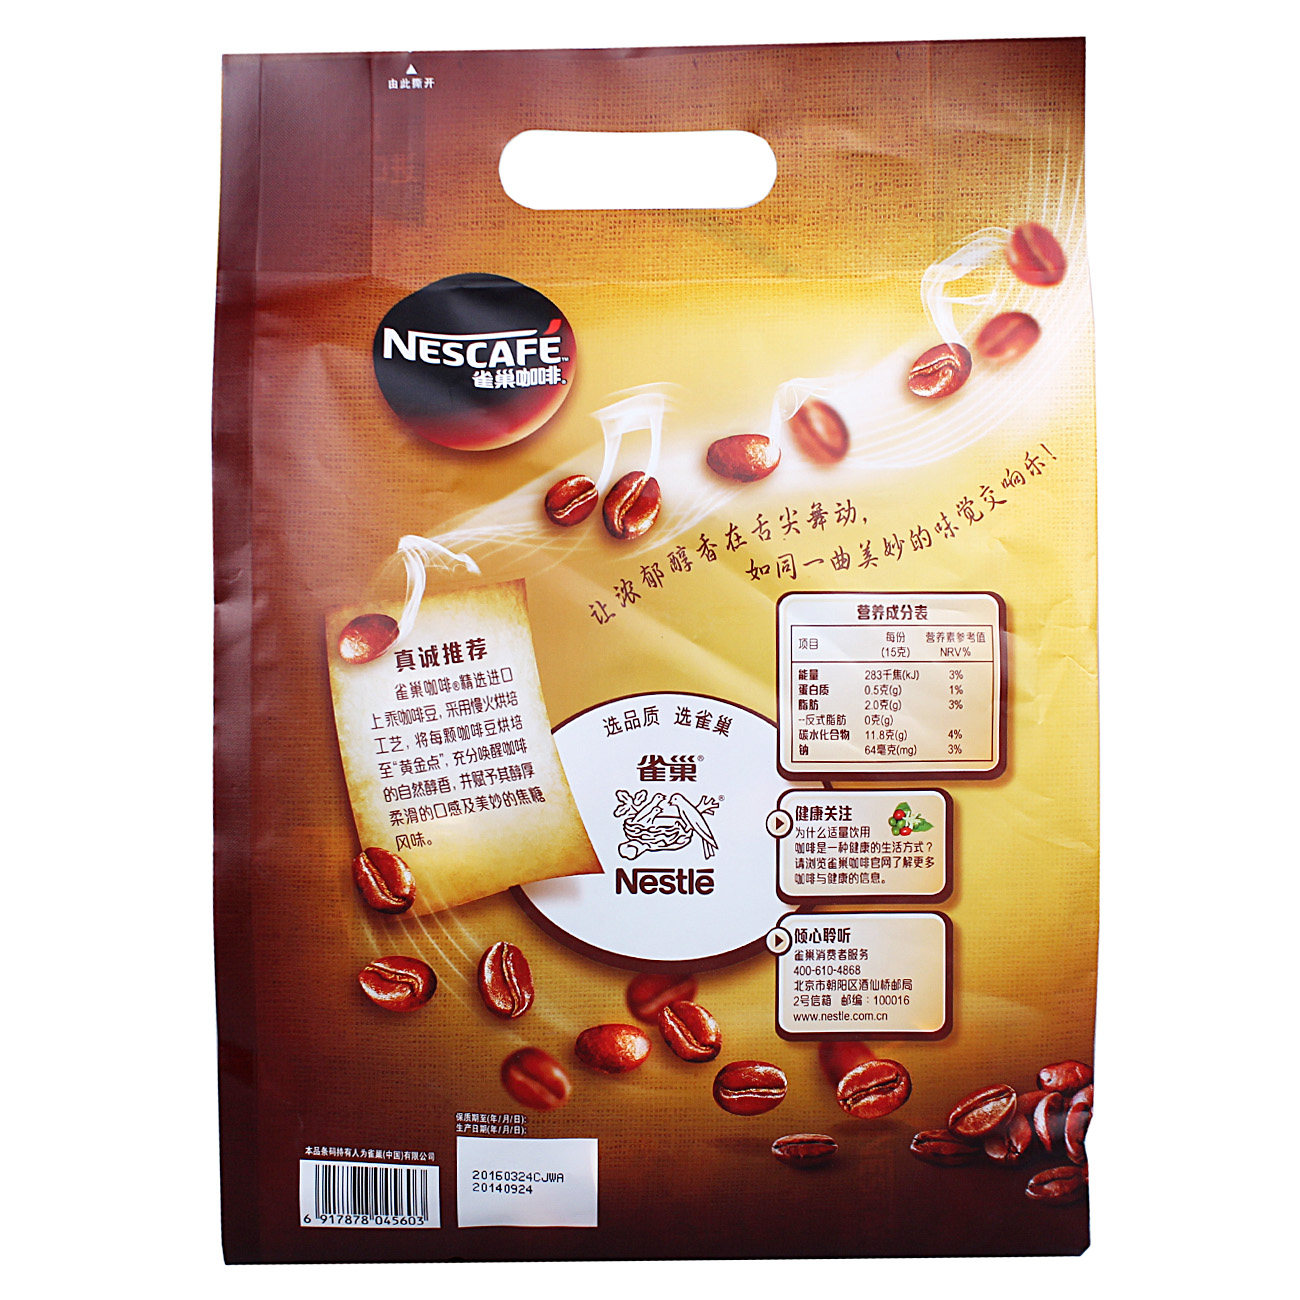 由此撕开
NESCAFÉ™
雀巢咖啡®
让浓郁醇香在舌尖舞动，
如同一曲美妙的味觉交响乐！
真诚推荐
雀巢咖啡®精选进口
上乘咖啡豆，采用慢火烘培
工艺，将每颗咖啡豆烘培
至“黄金点”，充分唤醒咖啡
的自然醇香，并赋予其醇厚
柔滑的口感及美妙的焦糖
风味。
选品质 选雀巢
雀巢®
®
Nestlé
营养成分表
项目 每份 营养素参考值
(15克) NRV%
能量 283千焦(kJ) 3%
蛋白质 0.5克(g) 1%
脂肪 2.0克(g) 3%
--反式脂肪 0克(g)
碳水化合物 11.8克(g) 4%
钠 64毫克(mg) 3%
健康关注
为什么适量饮用
咖啡是一种健康的生活方式？
请浏览雀巢咖啡官网了解更多
咖啡与健康的信息。
倾心聆听
雀巢消费者服务
400-610-4868
北京市朝阳区酒仙桥邮局
2号信箱 邮编：100016
www.nestle.com.cn
保质期至(年/月/日):
生产日期(年/月/日):
20160324CJWA
20140924
本品条码持有人为雀巢(中国)有限公司
6 917878 045603